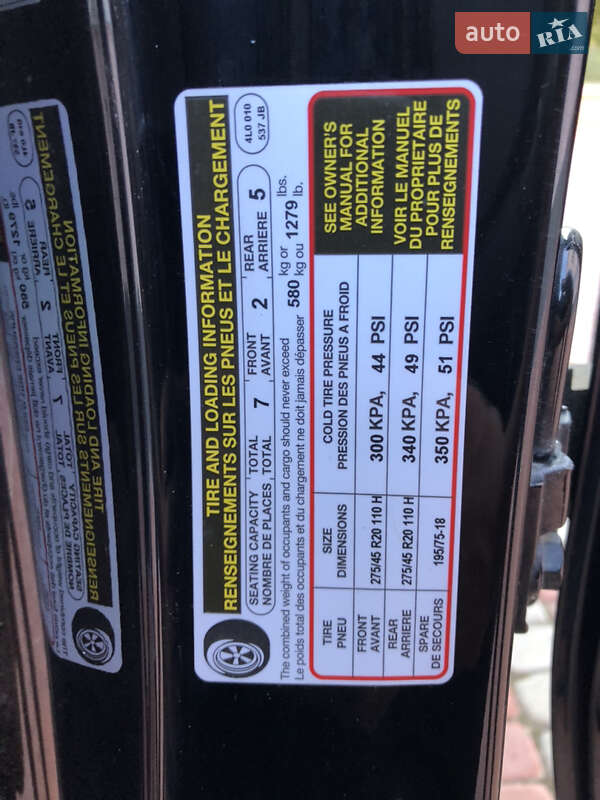 auto RIA.com
TIRE AND LOADING INFORMATION
RENSEIGNEMENTS SUR LES PNEUS ET LE CHARGEMENT
4L0 010
537 JB
SEATING CAPACITY TOTAL 7 FRONT 2 REAR 5
NOMBRE DE PLACES TOTAL AVANT ARRIERE
The combined weight of occupants and cargo should never exceed 580 kg or 1279 lbs.
Le poids total des occupants et du chargement ne doit jamais dépasser kg ou lb.
TIRE SIZE COLD TIRE PRESSURE
PNEU DIMENSIONS PRESSION DES PNEUS A FROID
FRONT 275/45 R20 110 H 300 KPA, 44 PSI
AVANT
REAR 275/45 R20 110 H 340 KPA, 49 PSI
ARRIERE
SPARE 195/75-18 350 KPA, 51 PSI
DE SECOURS
SEE OWNER'S
MANUAL FOR
ADDITIONAL
INFORMATION
VOIR LE MANUEL
DU PROPRIETAIRE
POUR PLUS DE
RENSEIGNEMENTS